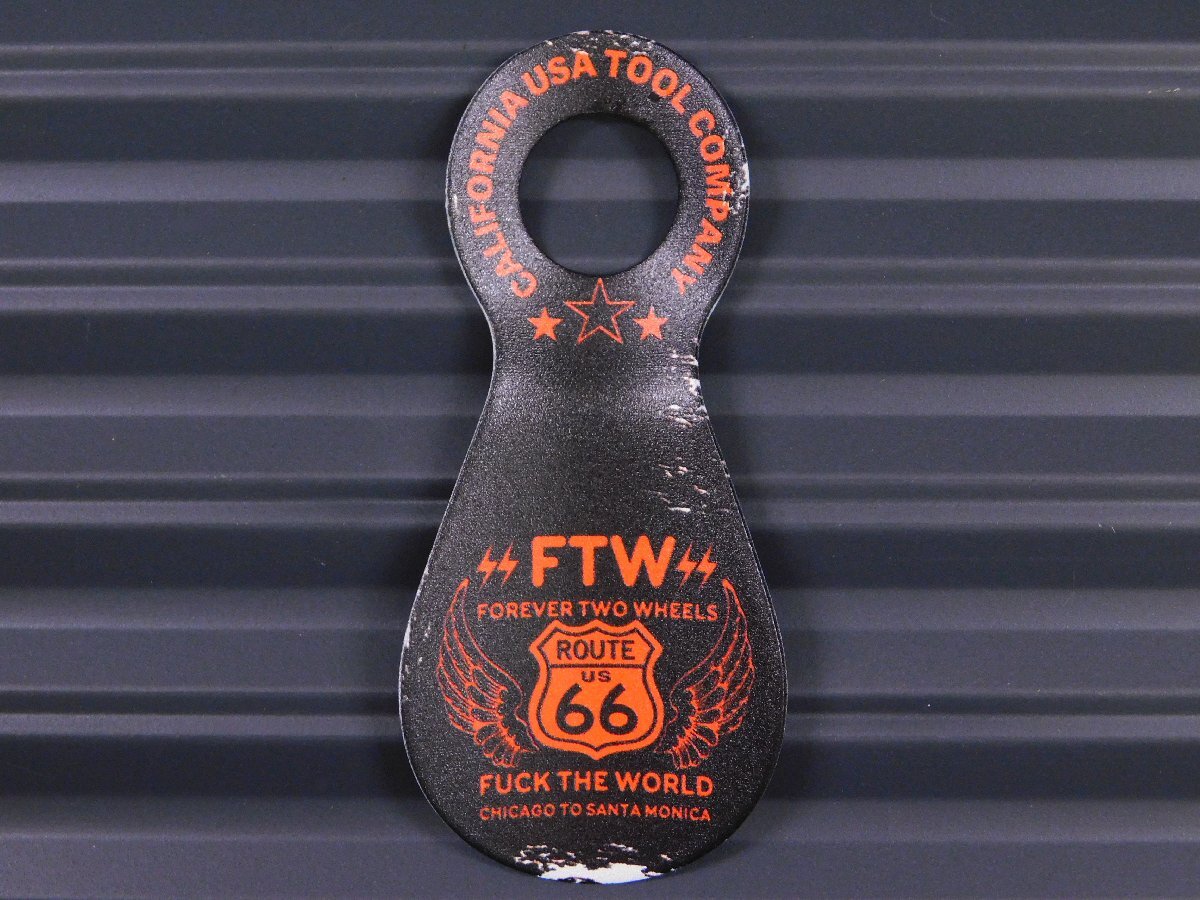 CALIFORNIA USA TOOL COMPANY
FTW
FOREVER TWO WHEELS
ROUTE
US
66
FUCK THE WORLD
CHICAGO TO SANTA MONICA